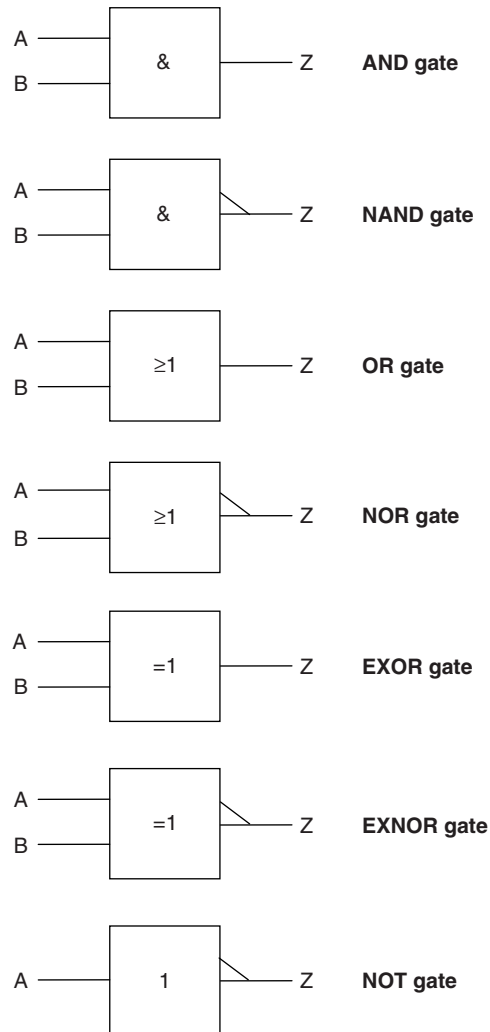 A
B
&
Z
AND gate
A
B
&
Z
NAND gate
A
B
≥1
Z
OR gate
A
B
≥1
Z
NOR gate
A
B
=1
Z
EXOR gate
A
B
=1
Z
EXNOR gate
A
1
Z
NOT gate